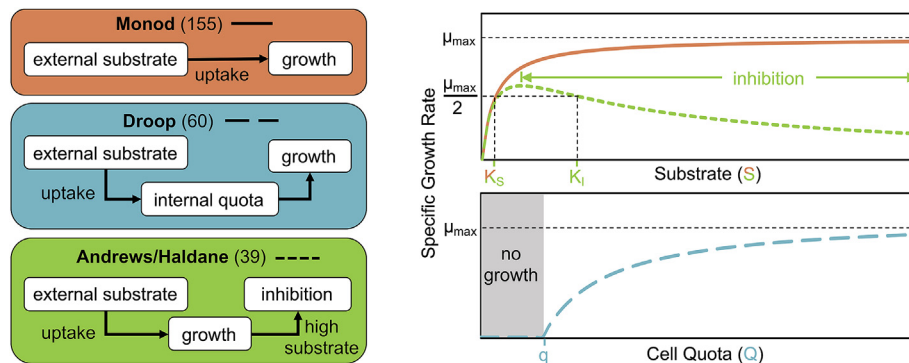 Monod (155)
external substrate
growth
uptake
Droop (60)
external substrate
growth
uptake
internal quota
Andrews/Haldane (39)
external substrate
inhibition
uptake
growth
high
substrate
Specific Growth Rate
μmax
inhibition
μmax
2
KS
KI
Substrate (S)
μmax
no
growth
q
Cell Quota (Q)